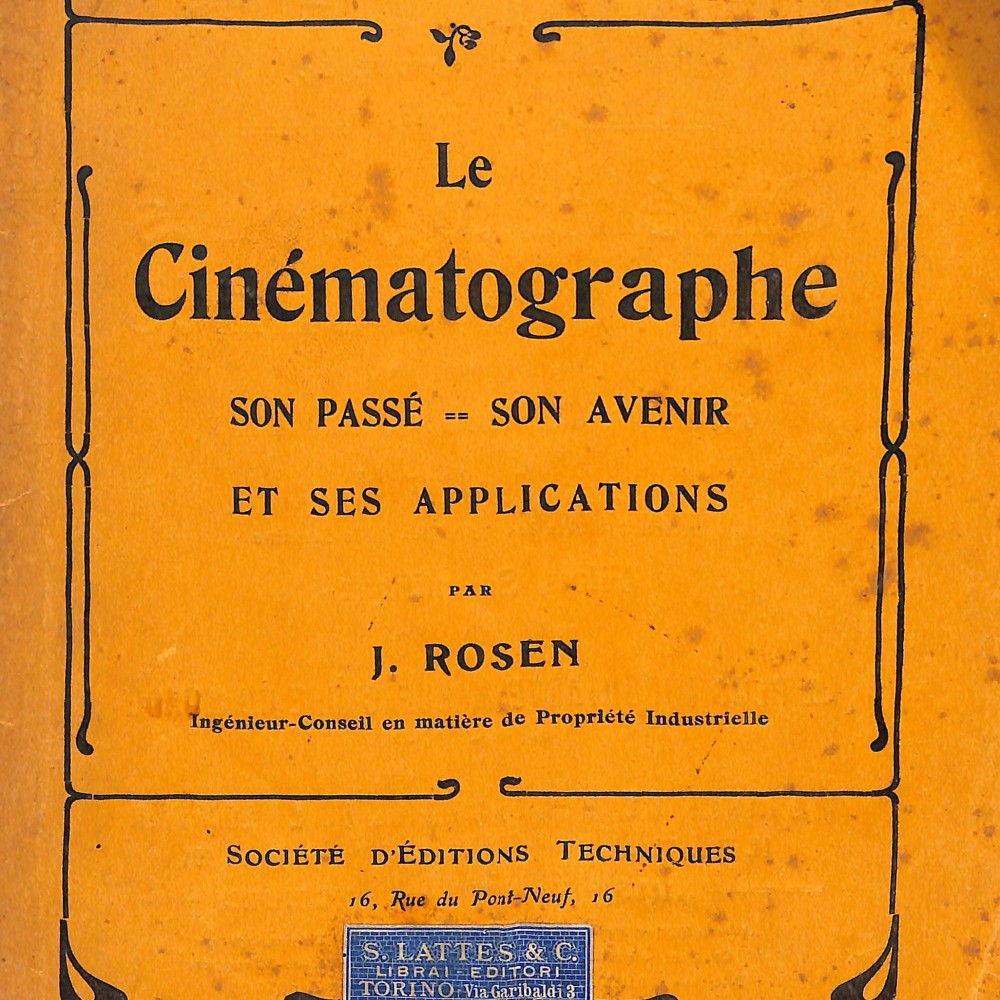 Le
Cinématographe
SON PASSÉ == SON AVENIR
ET SES APPLICATIONS
PAR
J. ROSEN
Ingénieur-Conseil en matière de Propriété Industrielle
SOCIÉTÉ D'ÉDITIONS TECHNIQUES
16, Rue du Pont-Neuf, 16
S. LATTES & C.
LIBRAI-EDITORI
TORINO-Via Garibaldi 3